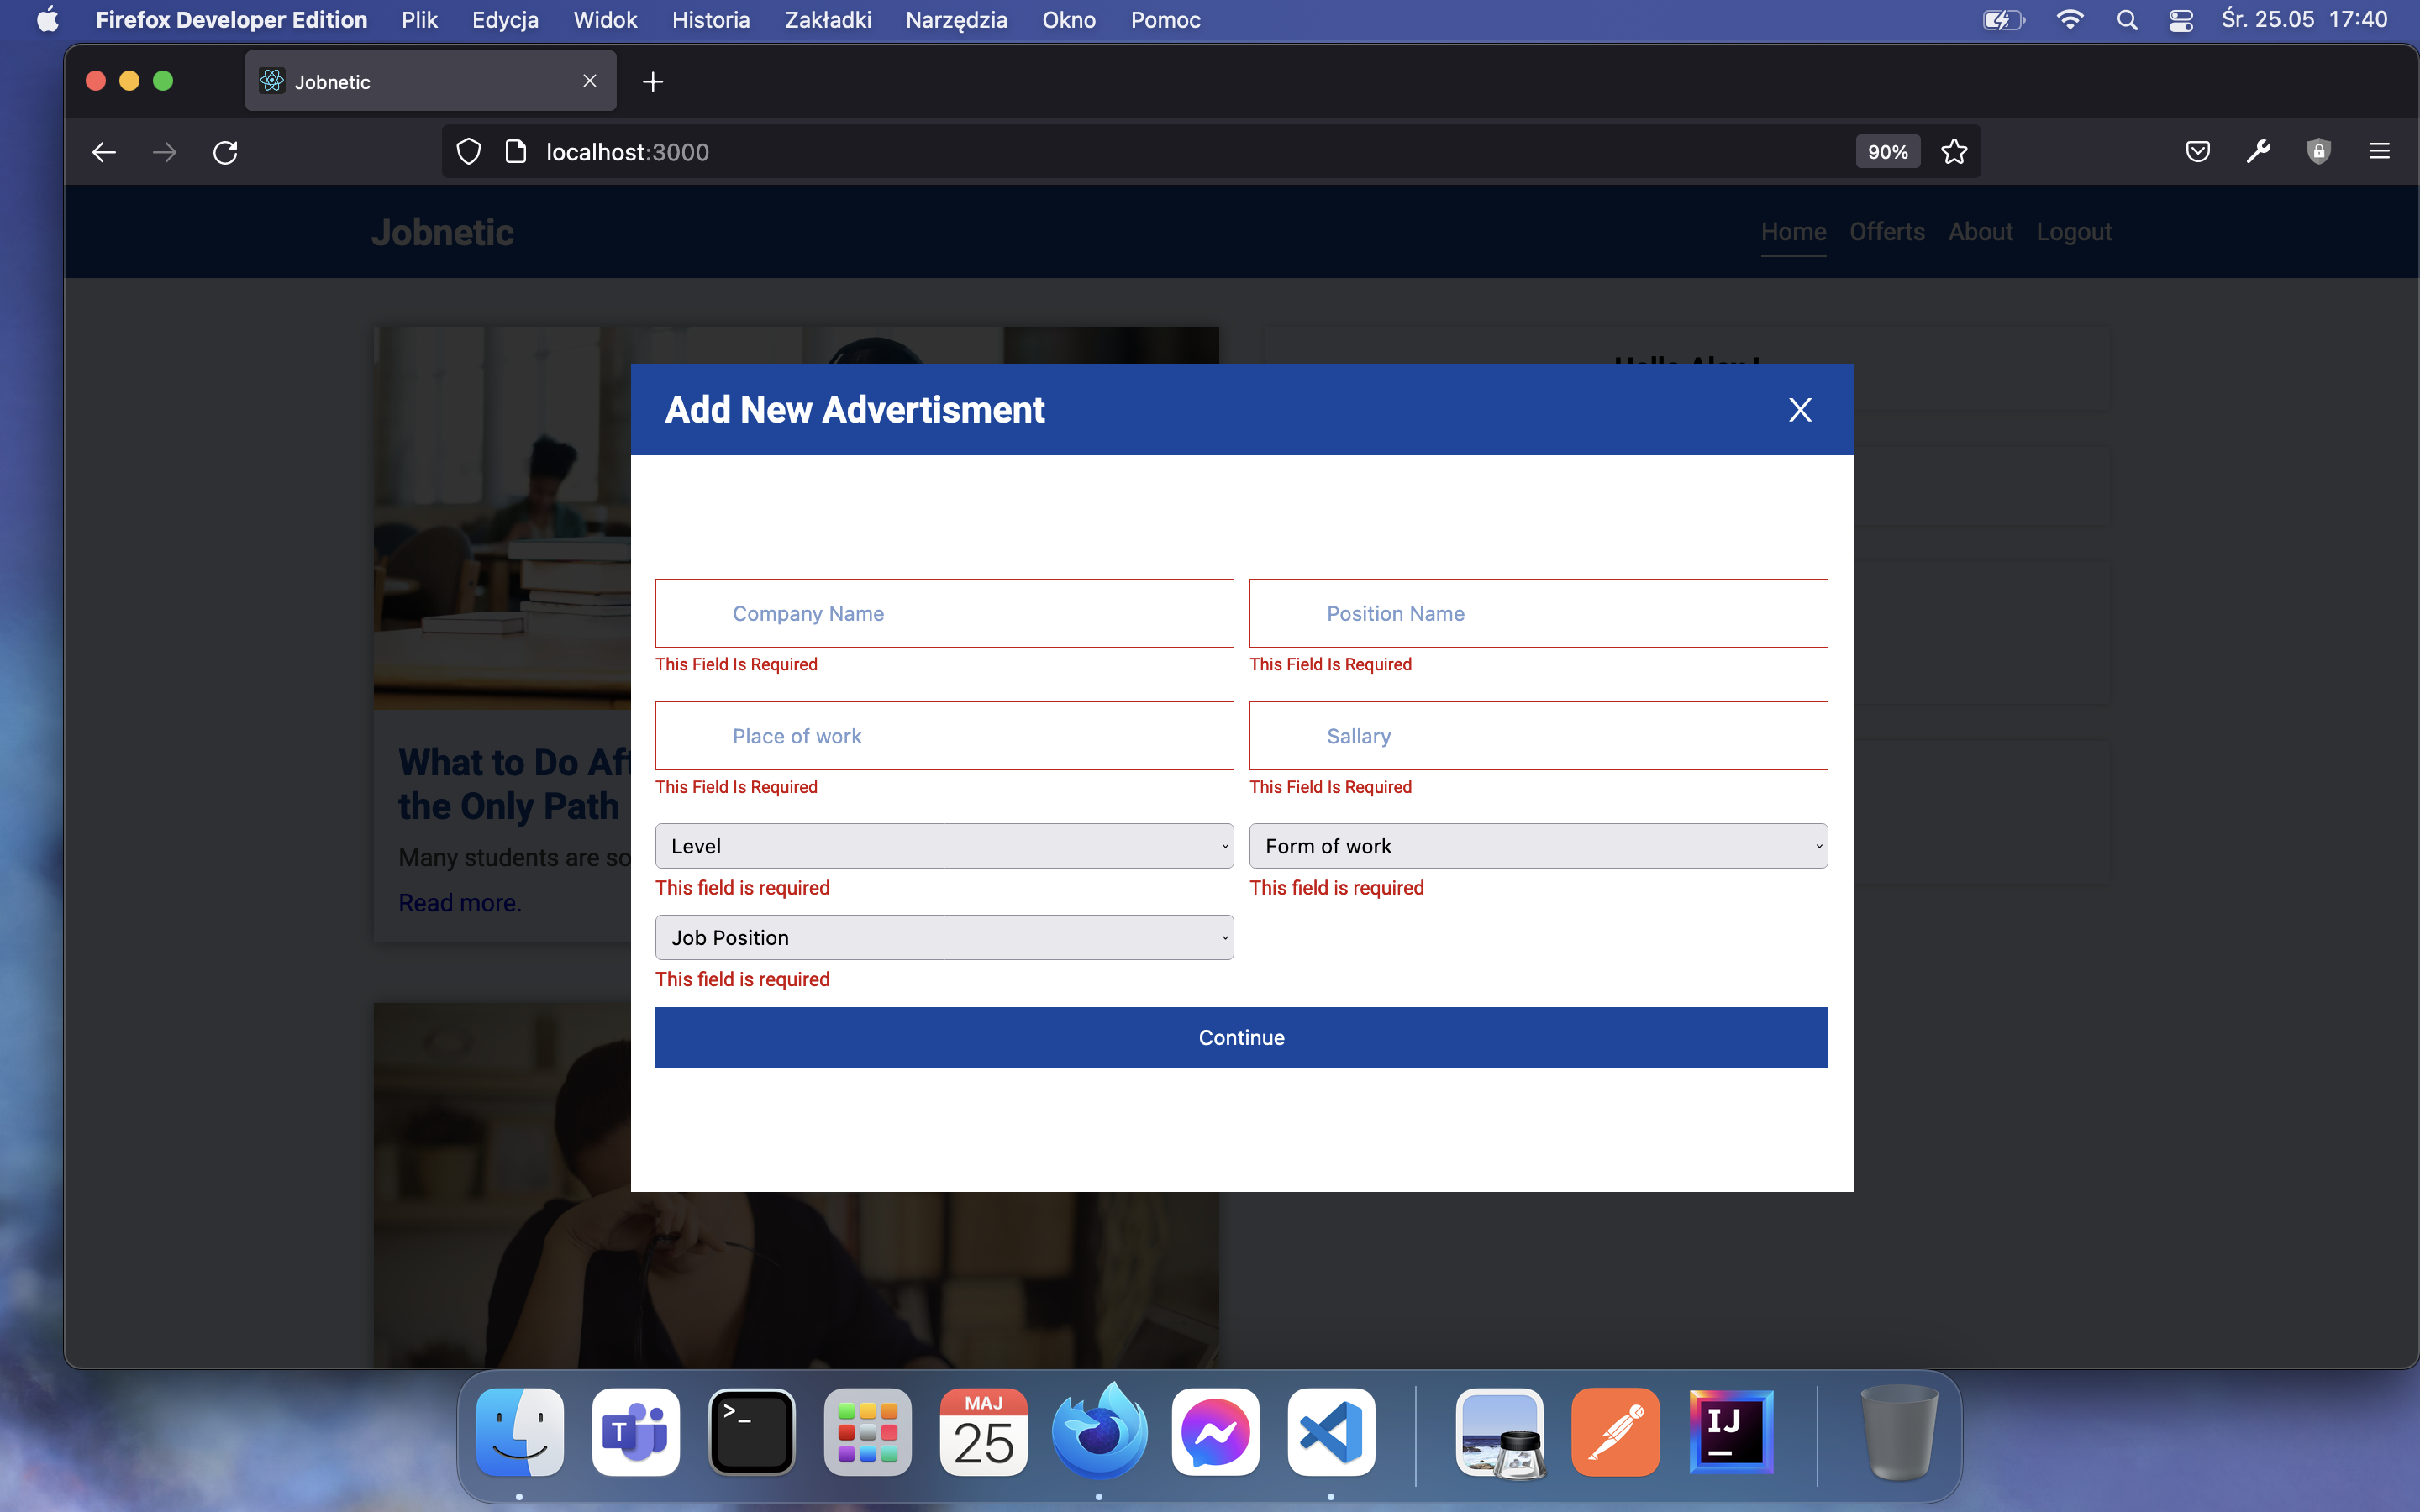 Firefox Developer Edition Plik Edycja Widok Historia Zakładki Narzędzia Okno Pomoc Śr. 25.05 17:40
Jobnetic
localhost:3000 90%
Jobnetic Home Offerts About Logout
Hello Alex !
Add New Advertisment X
Company Name Position Name
This Field Is Required This Field Is Required
Place of work Sallary
This Field Is Required This Field Is Required
What to Do Aft
the Only Path
Many students are so
Read more.
Level Form of work
This field is required This field is required
Job Position
This field is required
Continue
MAJ
25
T
>_
IJ